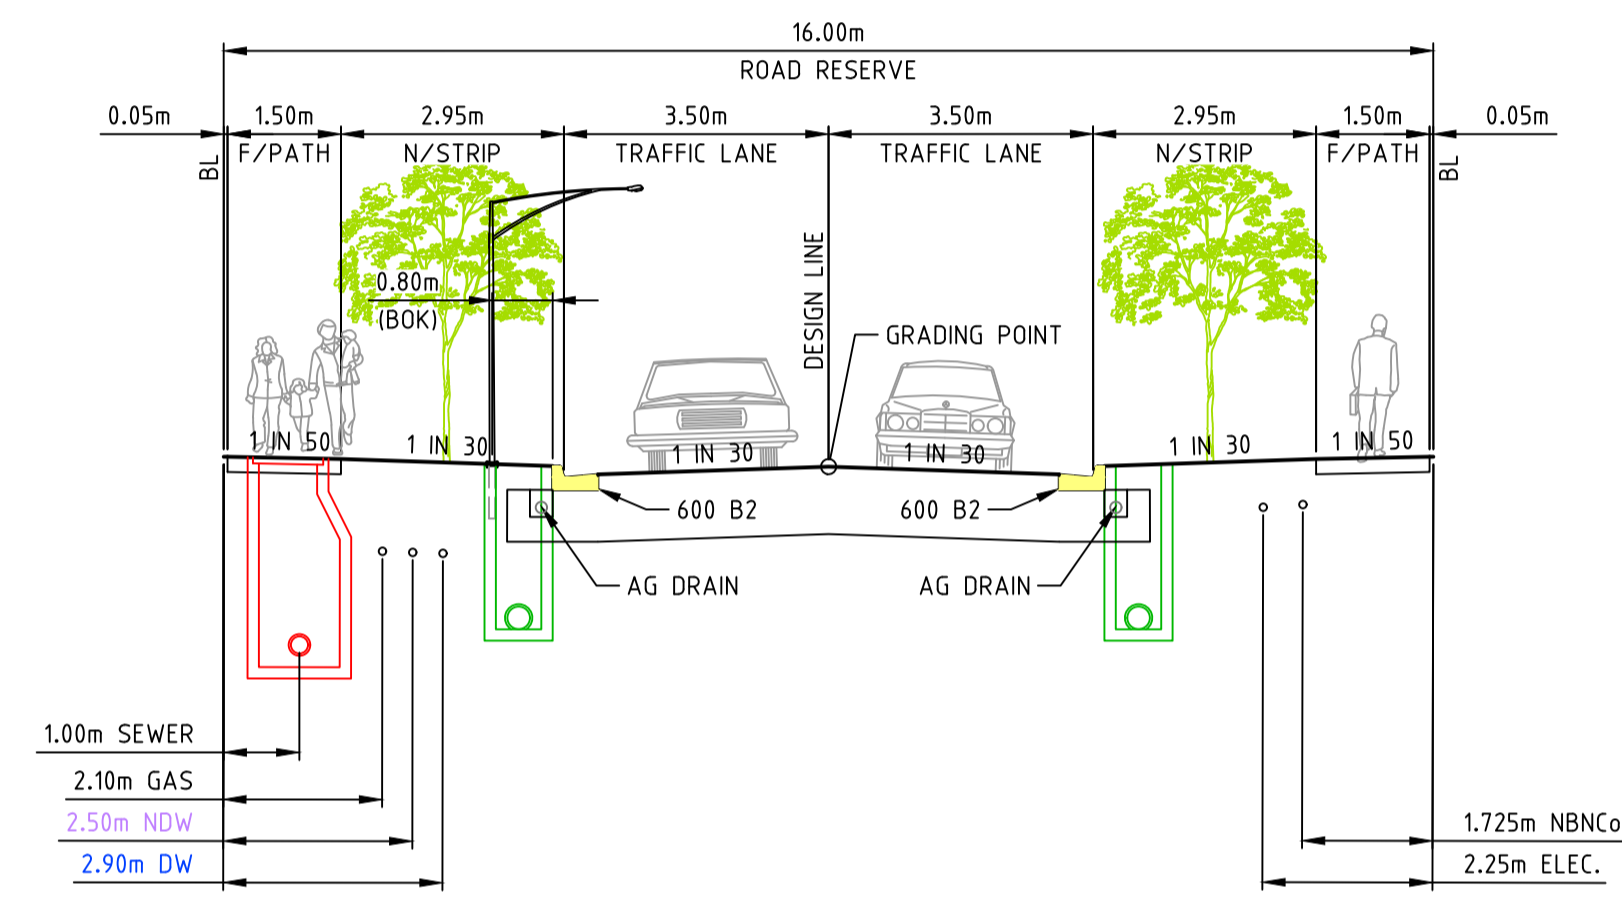 16.00m
ROAD RESERVE
0.05m 1.50m 2.95m 3.50m 3.50m 2.95m 1.50m 0.05m
BL F/PATH N/STRIP TRAFFIC LANE TRAFFIC LANE N/STRIP F/PATH BL
0.80m
(BOK)
DESIGN LINE
GRADING POINT
1 IN 50 1 IN 30 1 IN 30 1 IN 30 1 IN 30 1 IN 50
600 B2 600 B2
AG DRAIN AG DRAIN
1.00m SEWER
2.10m GAS
2.50m NDW 1.725m NBNCo
2.90m DW 2.25m ELEC.